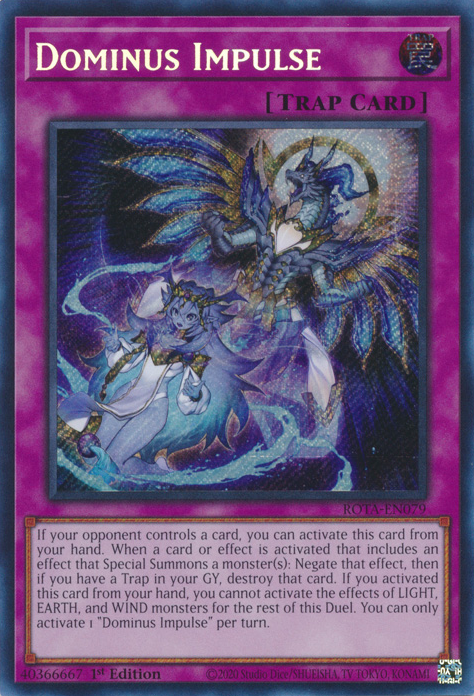 DOMINUS IMPULSE
TRAP
罠
[TRAP CARD]
ROTA-EN079
If your opponent controls a card, you can activate this card from
your hand. When a card or effect is activated that includes an
effect that Special Summons a monster(s): Negate that effect, then
if you have a Trap in your GY, destroy that card. If you activated
this card from your hand, you cannot activate the effects of LIGHT,
EARTH, and WIND monsters for the rest of this Duel. You can only
activate 1 "Dominus Impulse" per turn.
40366667 1st Edition ©2020 Studio Dice/SHUEISHA, TV TOKYO, KONAMI